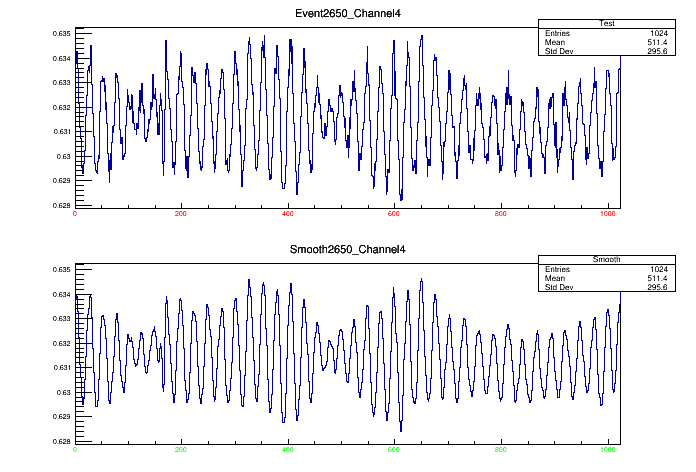 Event2650_Channel4
Test
Entries 1024
Mean 511.4
Std Dev 295.6
0.635
0.634
0.633
0.632
0.631
0.63
0.629
0.628
0 200 400 600 800 1000
Smooth2650_Channel4
Smooth
Entries 1024
Mean 511.4
Std Dev 295.6
0.635
0.634
0.633
0.632
0.631
0.63
0.629
0.628
0 200 400 600 800 1000